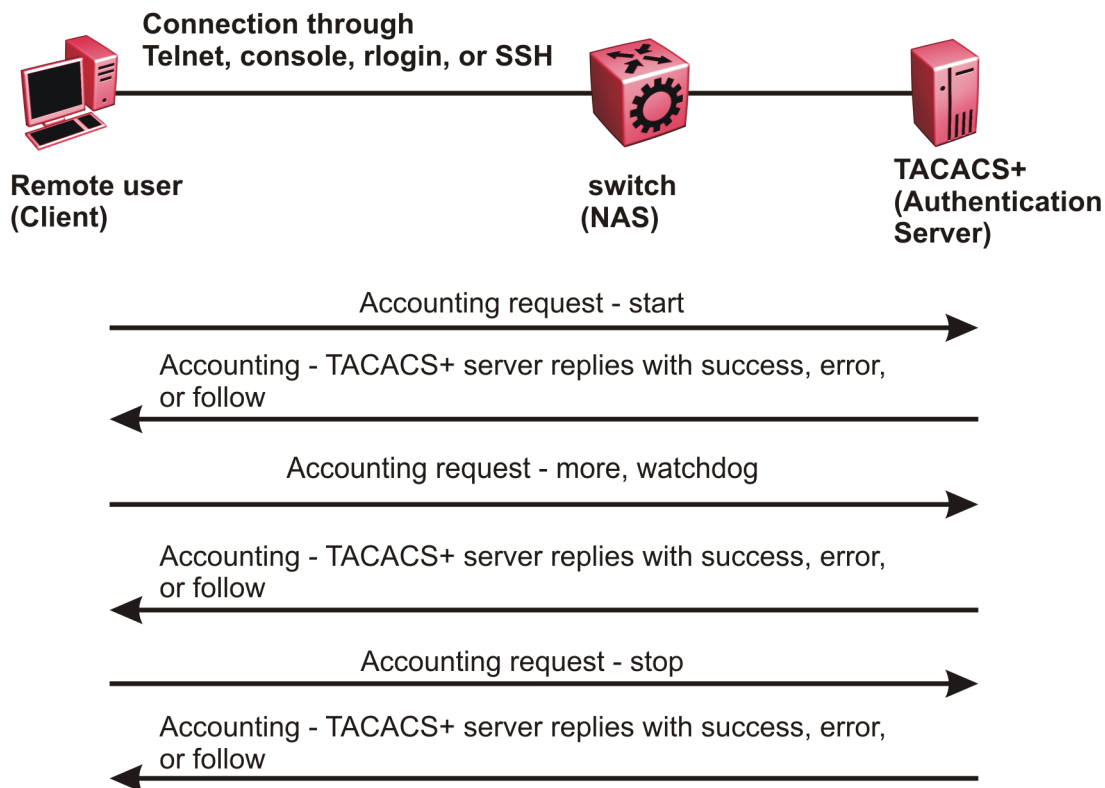 Connection through
Telnet, console, rlogin, or SSH
Remote user
(Client)
switch
(NAS)
TACACS+
(Authentication
Server)
Accounting request - start
Accounting - TACACS+ server replies with success, error,
or follow
Accounting request - more, watchdog
Accounting - TACACS+ server replies with success, error,
or follow
Accounting request - stop
Accounting - TACACS+ server replies with success, error,
or follow